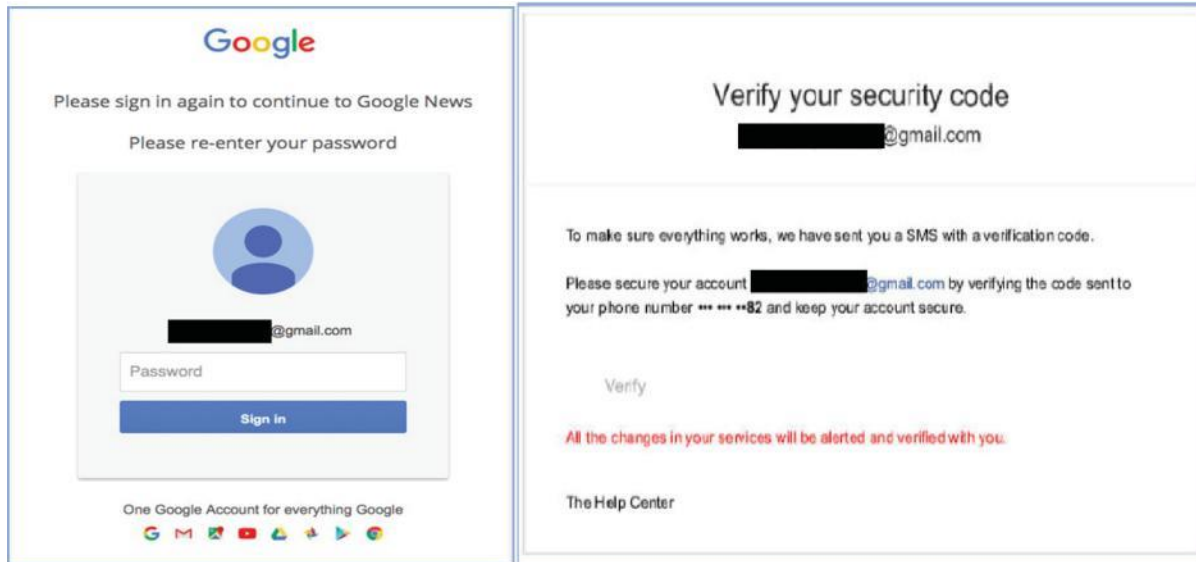 Google
Please sign in again to continue to Google News
Please re-enter your password
@gmail.com
Password
Sign in
One Google Account for everything Google
Verify your security code
@gmail.com
To make sure everything works, we have sent you a SMS with a verification code.
Please secure your account @gmail.com by verifying the code sent to
your phone number ••• ••• ••82 and keep your account secure.
Verify
All the changes in your services will be alerted and verified with you.
The Help Center